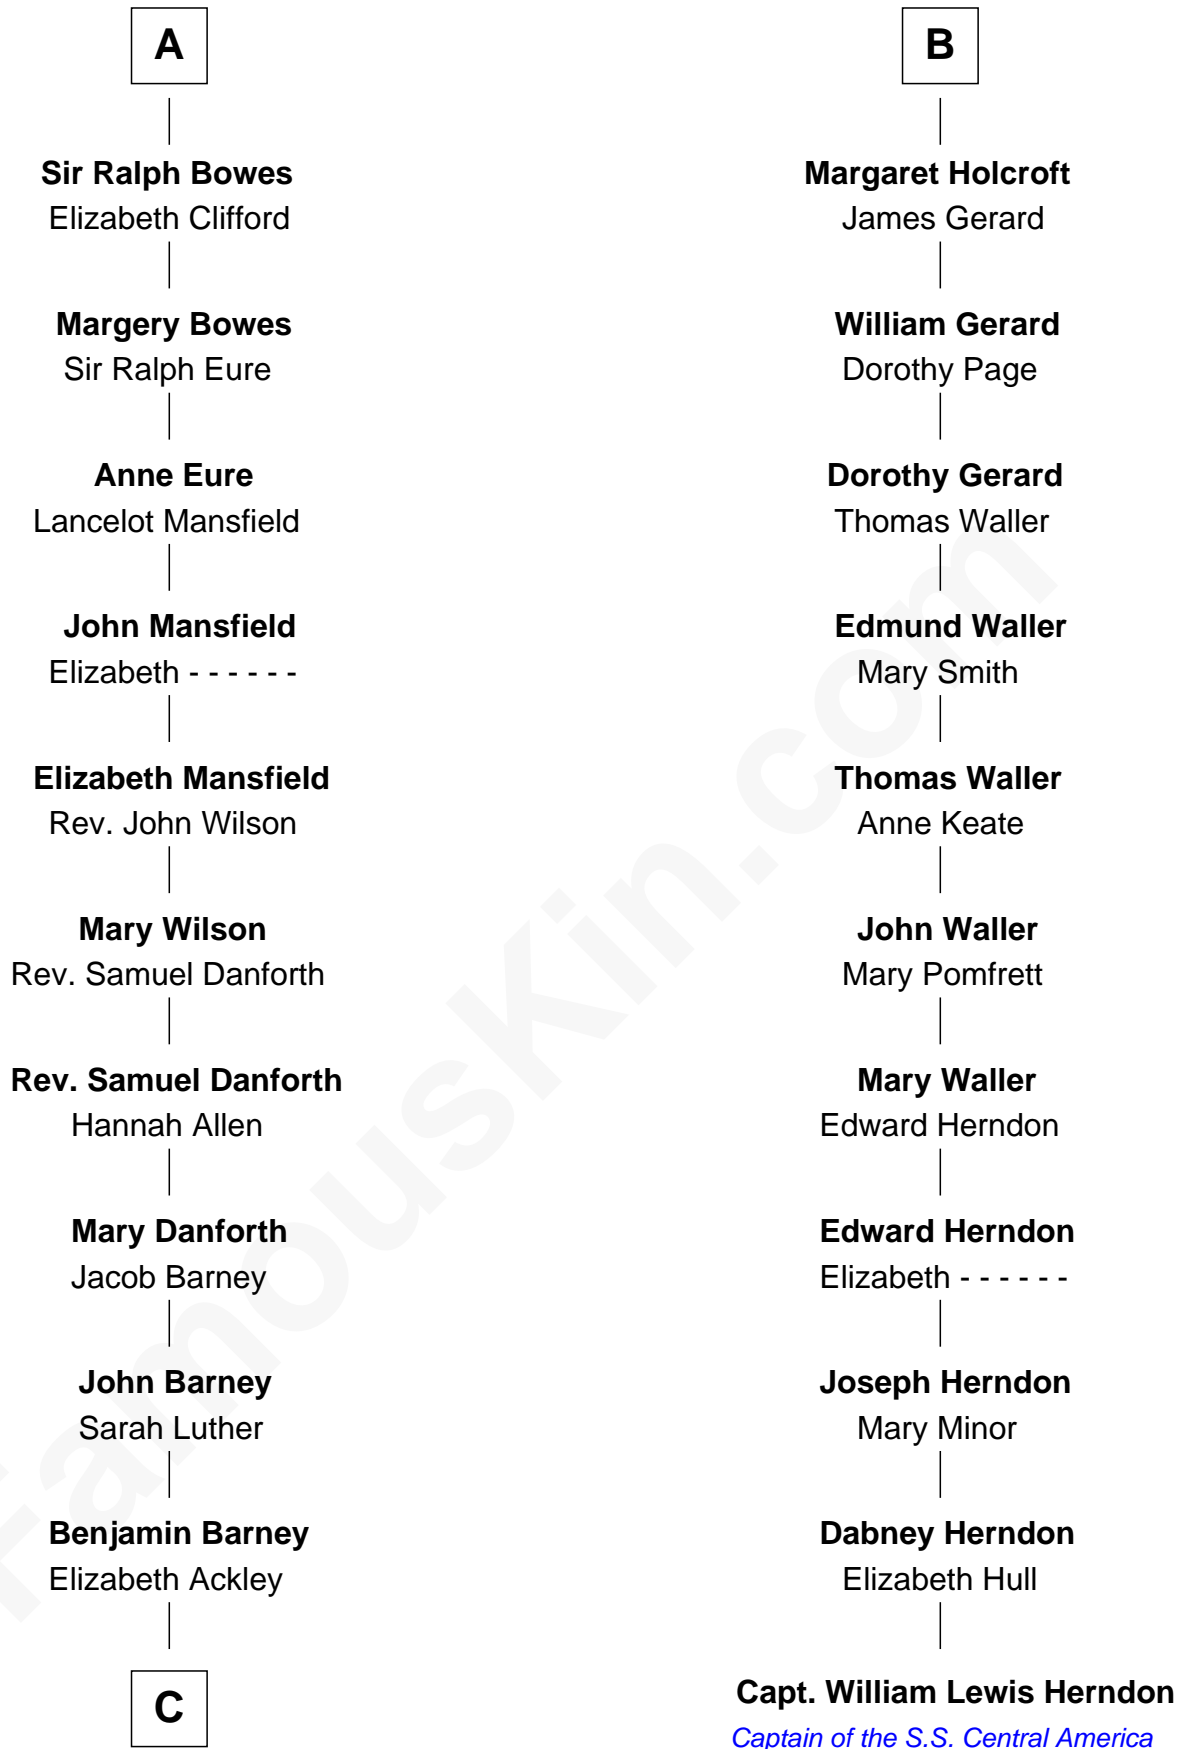 A
Sir Ralph Bowes
Elizabeth Clifford
Margery Bowes
Sir Ralph Eure
Anne Eure
Lancelot Mansfield
John Mansfield
Elizabeth - - - - - -
Elizabeth Mansfield
Rev. John Wilson
Mary Wilson
Rev. Samuel Danforth
Rev. Samuel Danforth
Hannah Allen
Mary Danforth
Jacob Barney
John Barney
Sarah Luther
Benjamin Barney
Elizabeth Ackley
C
B
Margaret Holcroft
James Gerard
William Gerard
Dorothy Page
Dorothy Gerard
Thomas Waller
Edmund Waller
Mary Smith
Thomas Waller
Anne Keate
John Waller
Mary Pomfrett
Mary Waller
Edward Herndon
Edward Herndon
Elizabeth - - - - - -
Joseph Herndon
Mary Minor
Dabney Herndon
Elizabeth Hull
Capt. William Lewis Herndon
Captain of the S.S. Central America
FamousKin.com